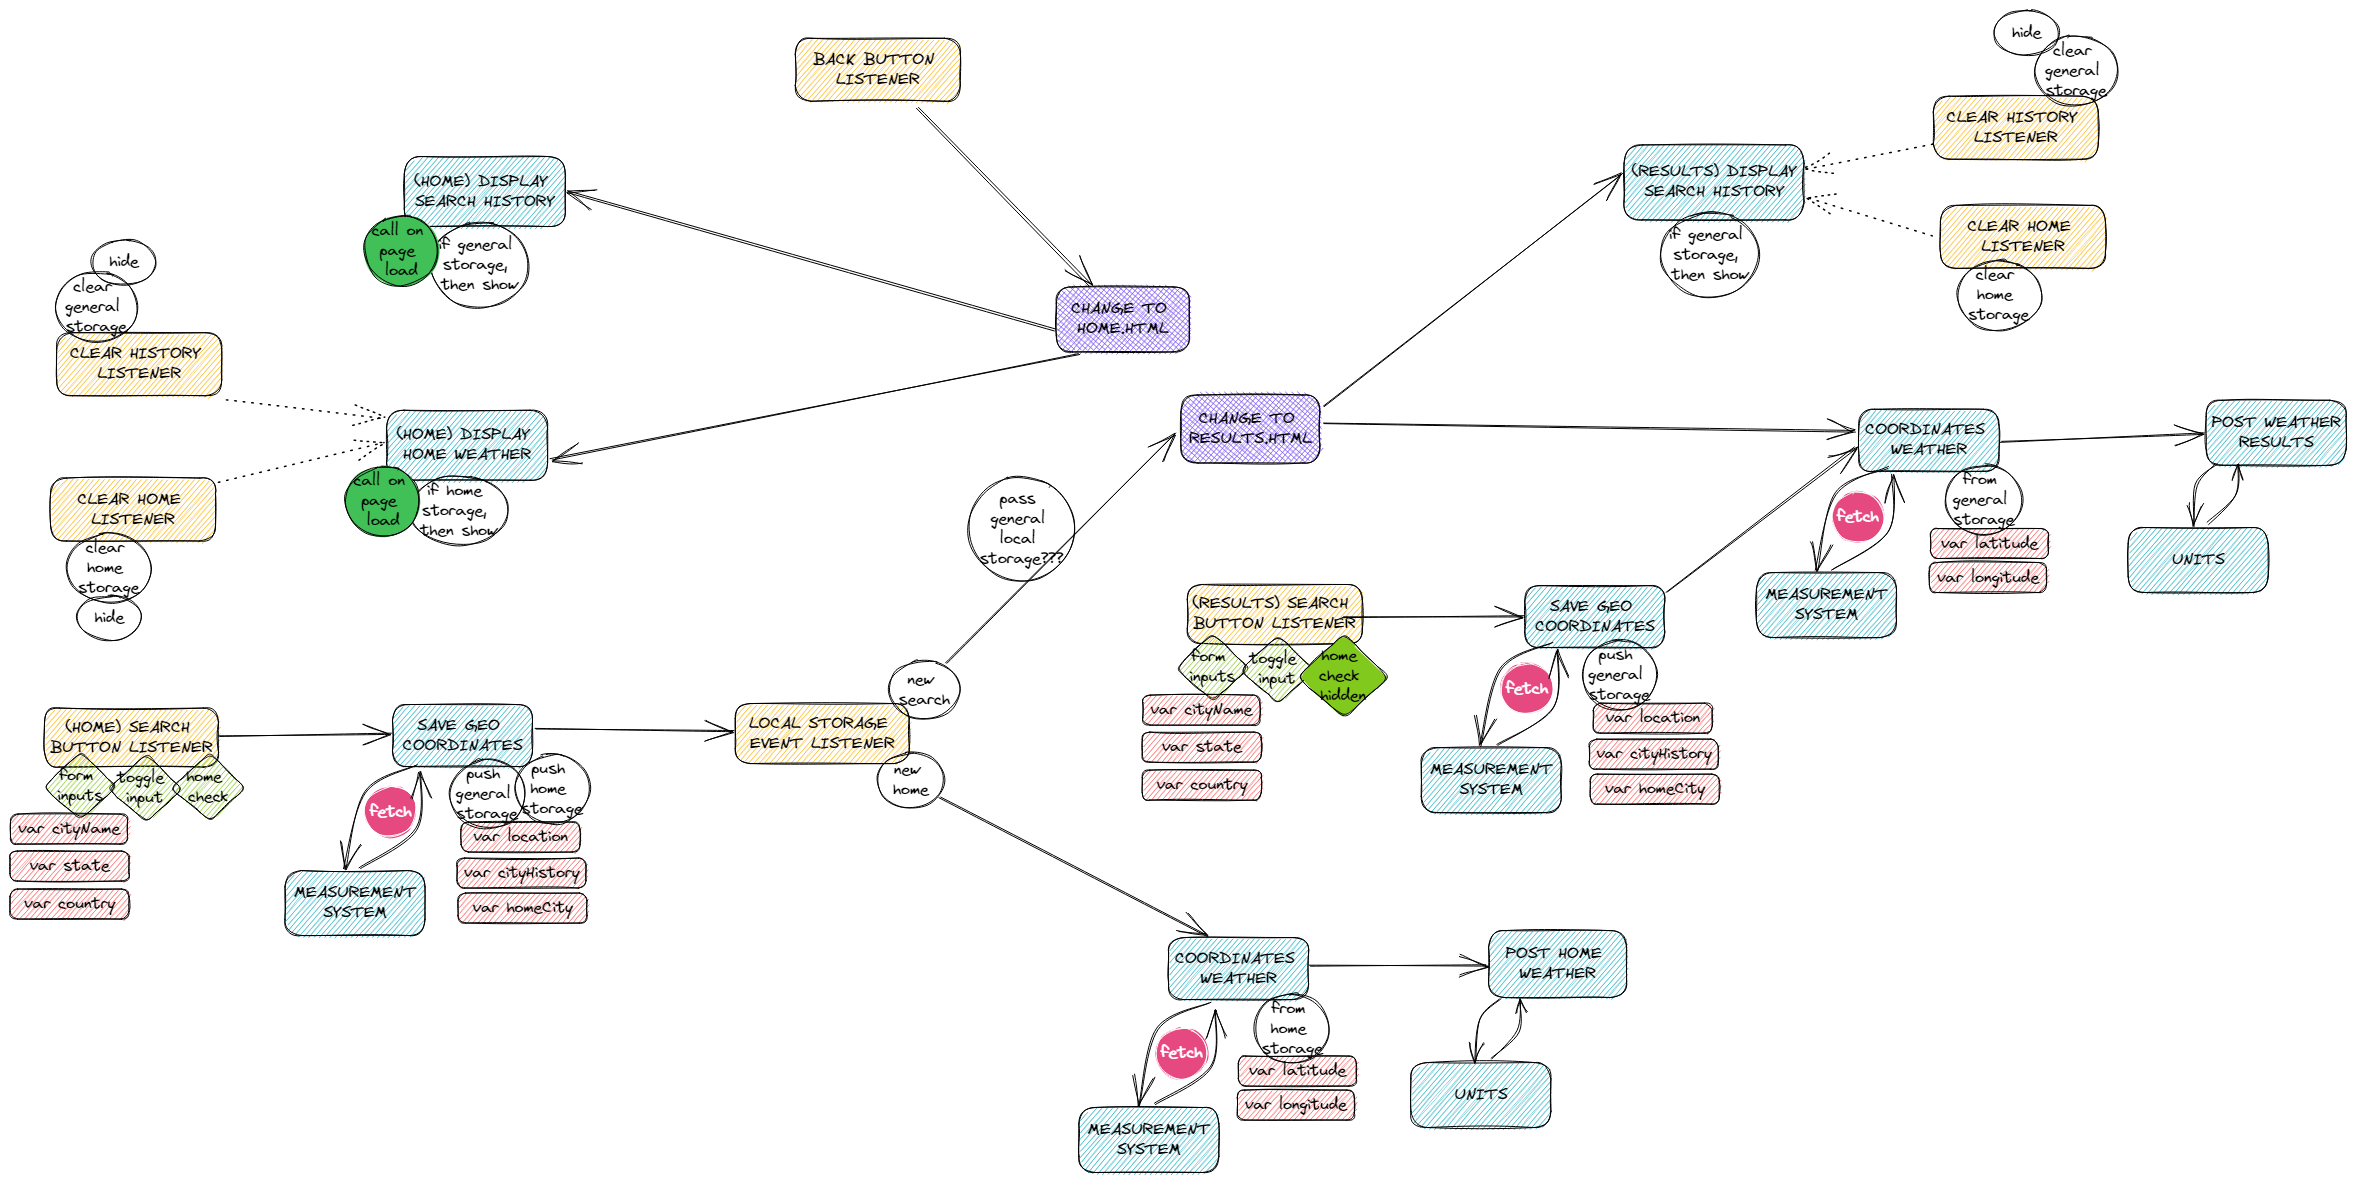 BACK BUTTON
LISTENER
hide
clear
general
storage
CLEAR HISTORY
LISTENER
(HOME) DISPLAY
SEARCH HISTORY
call on
page
load
if general
storage,
then show
(RESULTS) DISPLAY
SEARCH HISTORY
if general
storage,
then show
CLEAR HOME
LISTENER
clear
home
storage
hide
clear
general
storage
CLEAR HISTORY
LISTENER
CHANGE TO
HOME.HTML
(HOME) DISPLAY
HOME WEATHER
call on
page
load
if home
storage,
then show
CLEAR HOME
LISTENER
clear
home
storage
hide
CHANGE TO
RESULTS.HTML
pass
general
local
storage???
COORDINATES
WEATHER
from
general
storage
var latitude
var longitude
fetch
MEASUREMENT
SYSTEM
POST WEATHER
RESULTS
UNITS
(RESULTS) SEARCH
BUTTON LISTENER
form
inputs
toggle
input
home
check
hidden
var cityName
var state
var country
SAVE GEO
COORDINATES
push
general
storage
var location
var cityHistory
var homeCity
fetch
MEASUREMENT
SYSTEM
(HOME) SEARCH
BUTTON LISTENER
form
inputs
toggle
input
home
check
var cityName
var state
var country
SAVE GEO
COORDINATES
push
general
storage
push
home
storage
var location
var cityHistory
var homeCity
fetch
MEASUREMENT
SYSTEM
LOCAL STORAGE
EVENT LISTENER
new
search
new
home
COORDINATES
WEATHER
from
home
storage
var latitude
var longitude
fetch
MEASUREMENT
SYSTEM
POST HOME
WEATHER
UNITS